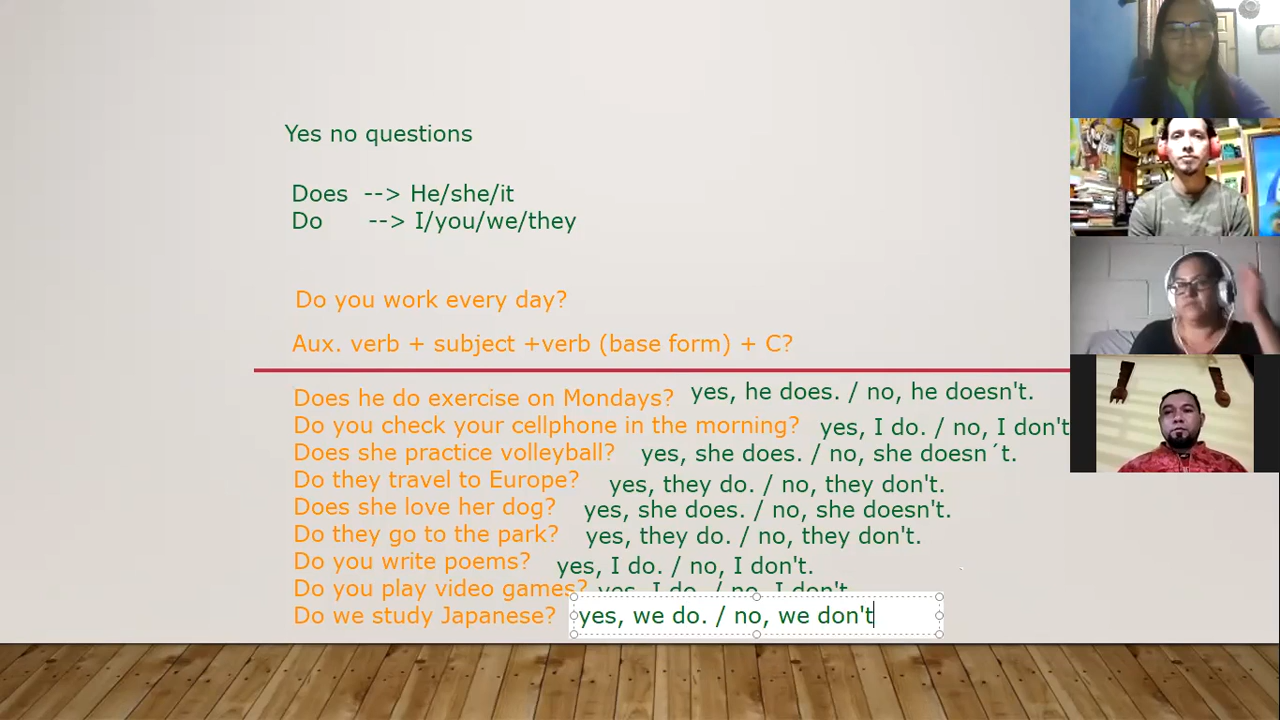 Yes no questions
Does --> He/she/it
Do --> I/you/we/they
Do you work every day?
Aux. verb + subject +verb (base form) + C?
Does he do exercise on Mondays? yes, he does. / no, he doesn't.
Do you check your cellphone in the morning? yes, I do. / no, I don't
Does she practice volleyball? yes, she does. / no, she doesn´t.
Do they travel to Europe? yes, they do. / no, they don't.
Does she love her dog? yes, she does. / no, she doesn't.
Do they go to the park? yes, they do. / no, they don't.
Do you write poems? yes, I do. / no, I don't.
Do you play video games? yes, I do. / no, I don't.
Do we study Japanese? yes, we do. / no, we don't